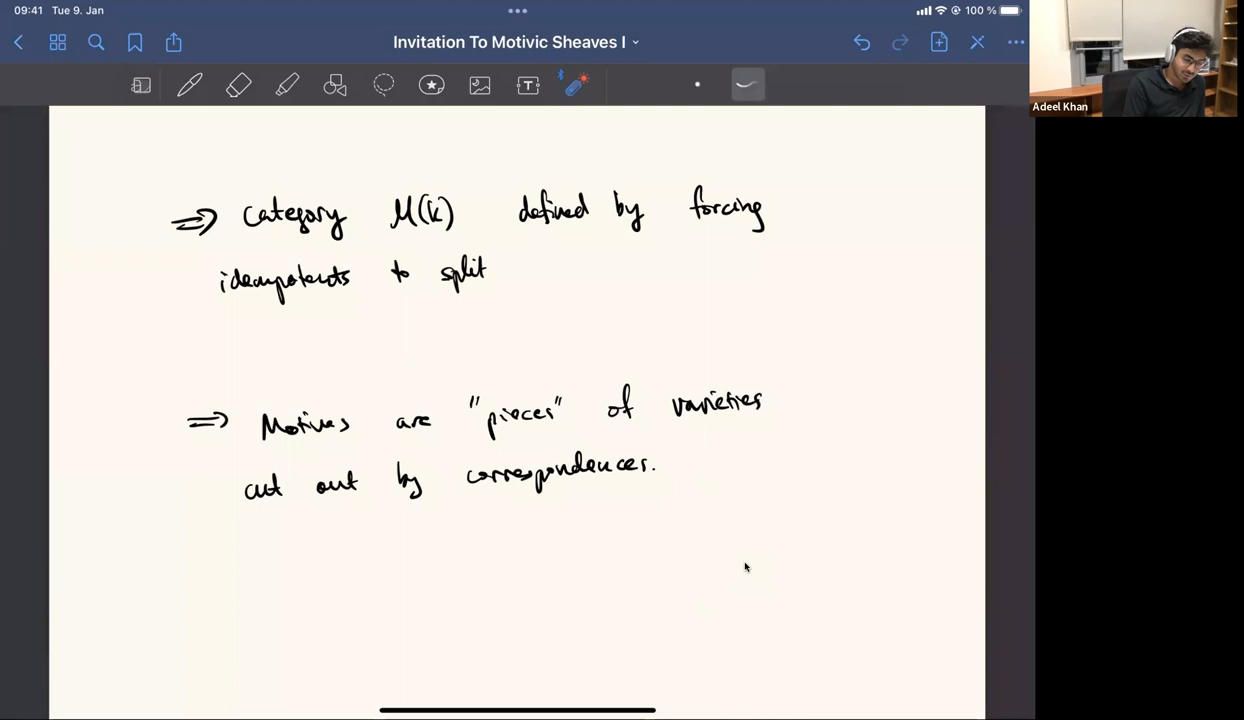 09:41 Tue 9. Jan
100 %
Invitation To Motivic Sheaves I
T
Adeel Khan
⇒ Category M(k) defined by forcing
idempotents to split
⇒ Motives are "pieces" of varieties
cut out by correspondences.